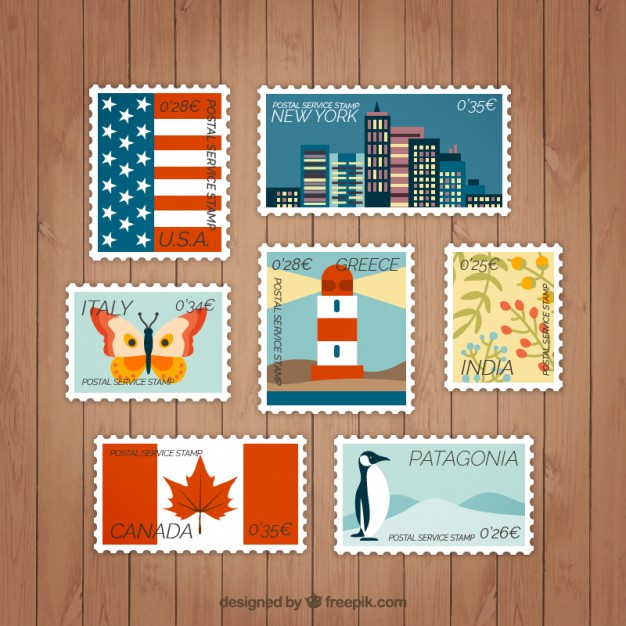 0'28€
POSTAL SERVICE STAMP
U.S.A.
POSTAL SERVICE STAMP
NEW YORK
0'35€
ITALY
0'34€
POSTAL SERVICE STAMP
0'28€
GREECE
POSTAL SERVICE STAMP
0'25€
POSTAL SERVICE STAMP
INDIA
POSTAL SERVICE STAMP
CANADA
0'35€
PATAGONIA
POSTAL SERVICE STAMP
0'26€
designed by freepik.com